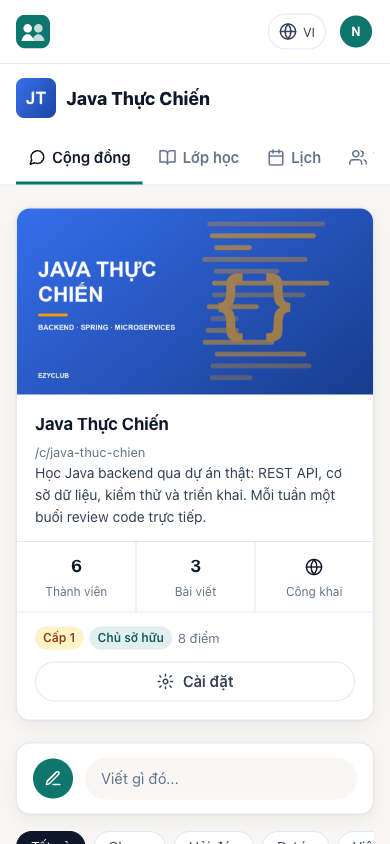 VI
N
JT
Java Thực Chiến
Cộng đồng
Lớp học
Lịch
JAVA THỰC
CHIẾN
BACKEND · SPRING · MICROSERVICES
{ }
EZYCLUB
Java Thực Chiến
/c/java-thuc-chien
Học Java backend qua dự án thật: REST API, cơ
sở dữ liệu, kiểm thử và triển khai. Mỗi tuần một
buổi review code trực tiếp.
6
3
Thành viên
Bài viết
Công khai
Cấp 1
Chủ sở hữu
8 điểm
Cài đặt
Viết gì đó...